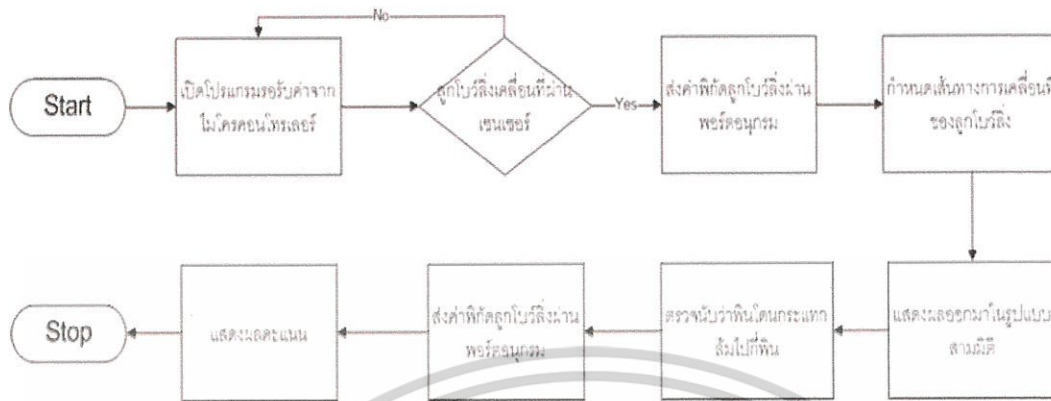 No
Start
เปิดโปรแกรมรอรับค่าจาก
ไมโครคอนโทรเลอร์
ลูกโบว์ลิ่งเคลื่อนที่ผ่าน
เซนเซอร์
Yes
ส่งค่าพิกัดลูกโบว์ลิ่งผ่าน
พอร์ตอนุกรม
กำหนดเส้นทางการเคลื่อนที่
ของลูกโบว์ลิ่ง
Stop
แสดงผลคะแนน
ส่งค่าพิกัดลูกโบว์ลิ่งผ่าน
พอร์ตอนุกรม
ตรวจนับว่าพินโดนกระแทก
ล้มไปกี่พิน
แสดงผลออกมาในรูปแบบ
สามมิติ